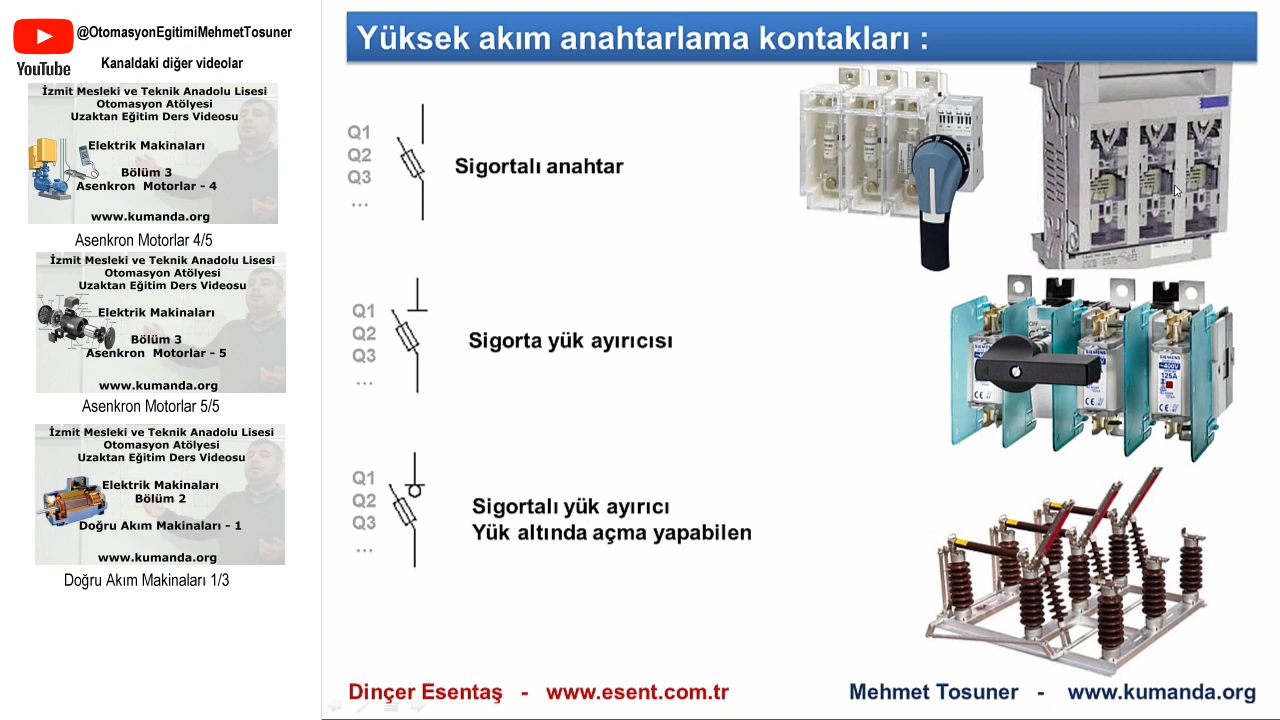 @OtomasyonEgitimiMehmetTosuner
YouTube
Kanaldaki diğer videolar
İzmit Mesleki ve Teknik Anadolu Lisesi
Otomasyon Atölyesi
Uzaktan Eğitim Ders Videosu
Elektrik Makinaları
Bölüm 3
Asenkron Motorlar - 4
www.kumanda.org
Asenkron Motorlar 4/5
İzmit Mesleki ve Teknik Anadolu Lisesi
Otomasyon Atölyesi
Uzaktan Eğitim Ders Videosu
Elektrik Makinaları
Bölüm 3
Asenkron Motorlar - 5
www.kumanda.org
Asenkron Motorlar 5/5
İzmit Mesleki ve Teknik Anadolu Lisesi
Otomasyon Atölyesi
Uzaktan Eğitim Ders Videosu
Elektrik Makinaları
Bölüm 2
Doğru Akım Makinaları - 1
www.kumanda.org
Doğru Akım Makinaları 1/3
Yüksek akım anahtarlama kontakları :
Q1
Q2
Q3
...
Sigortalı anahtar
Q1
Q2
Q3
...
Sigorta yük ayırıcısı
SIEMENS
~400V
125A
CE
Q1
Q2
Q3
...
Sigortalı yük ayırıcı
Yük altında açma yapabilen
Dinçer Esentaş - www.esent.com.tr
Mehmet Tosuner - www.kumanda.org